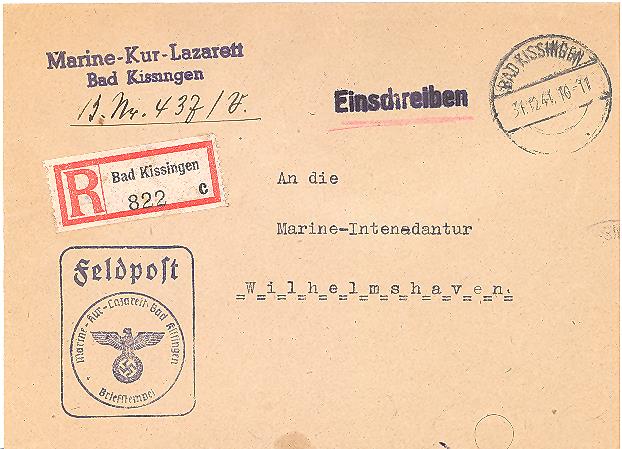 Marine-Kur-Lazarett
Bad Kissingen
B. Nr. 437/V.
Einschreiben
BAD KISSINGEN
31.12.41. 10-11
R
Bad Kissingen
822 c
An die
Marine-Intenedantur
Wilhelmshaven.
Feldpost
Marine-Kur-Lazarett Bad Kissingen
Briefstempel